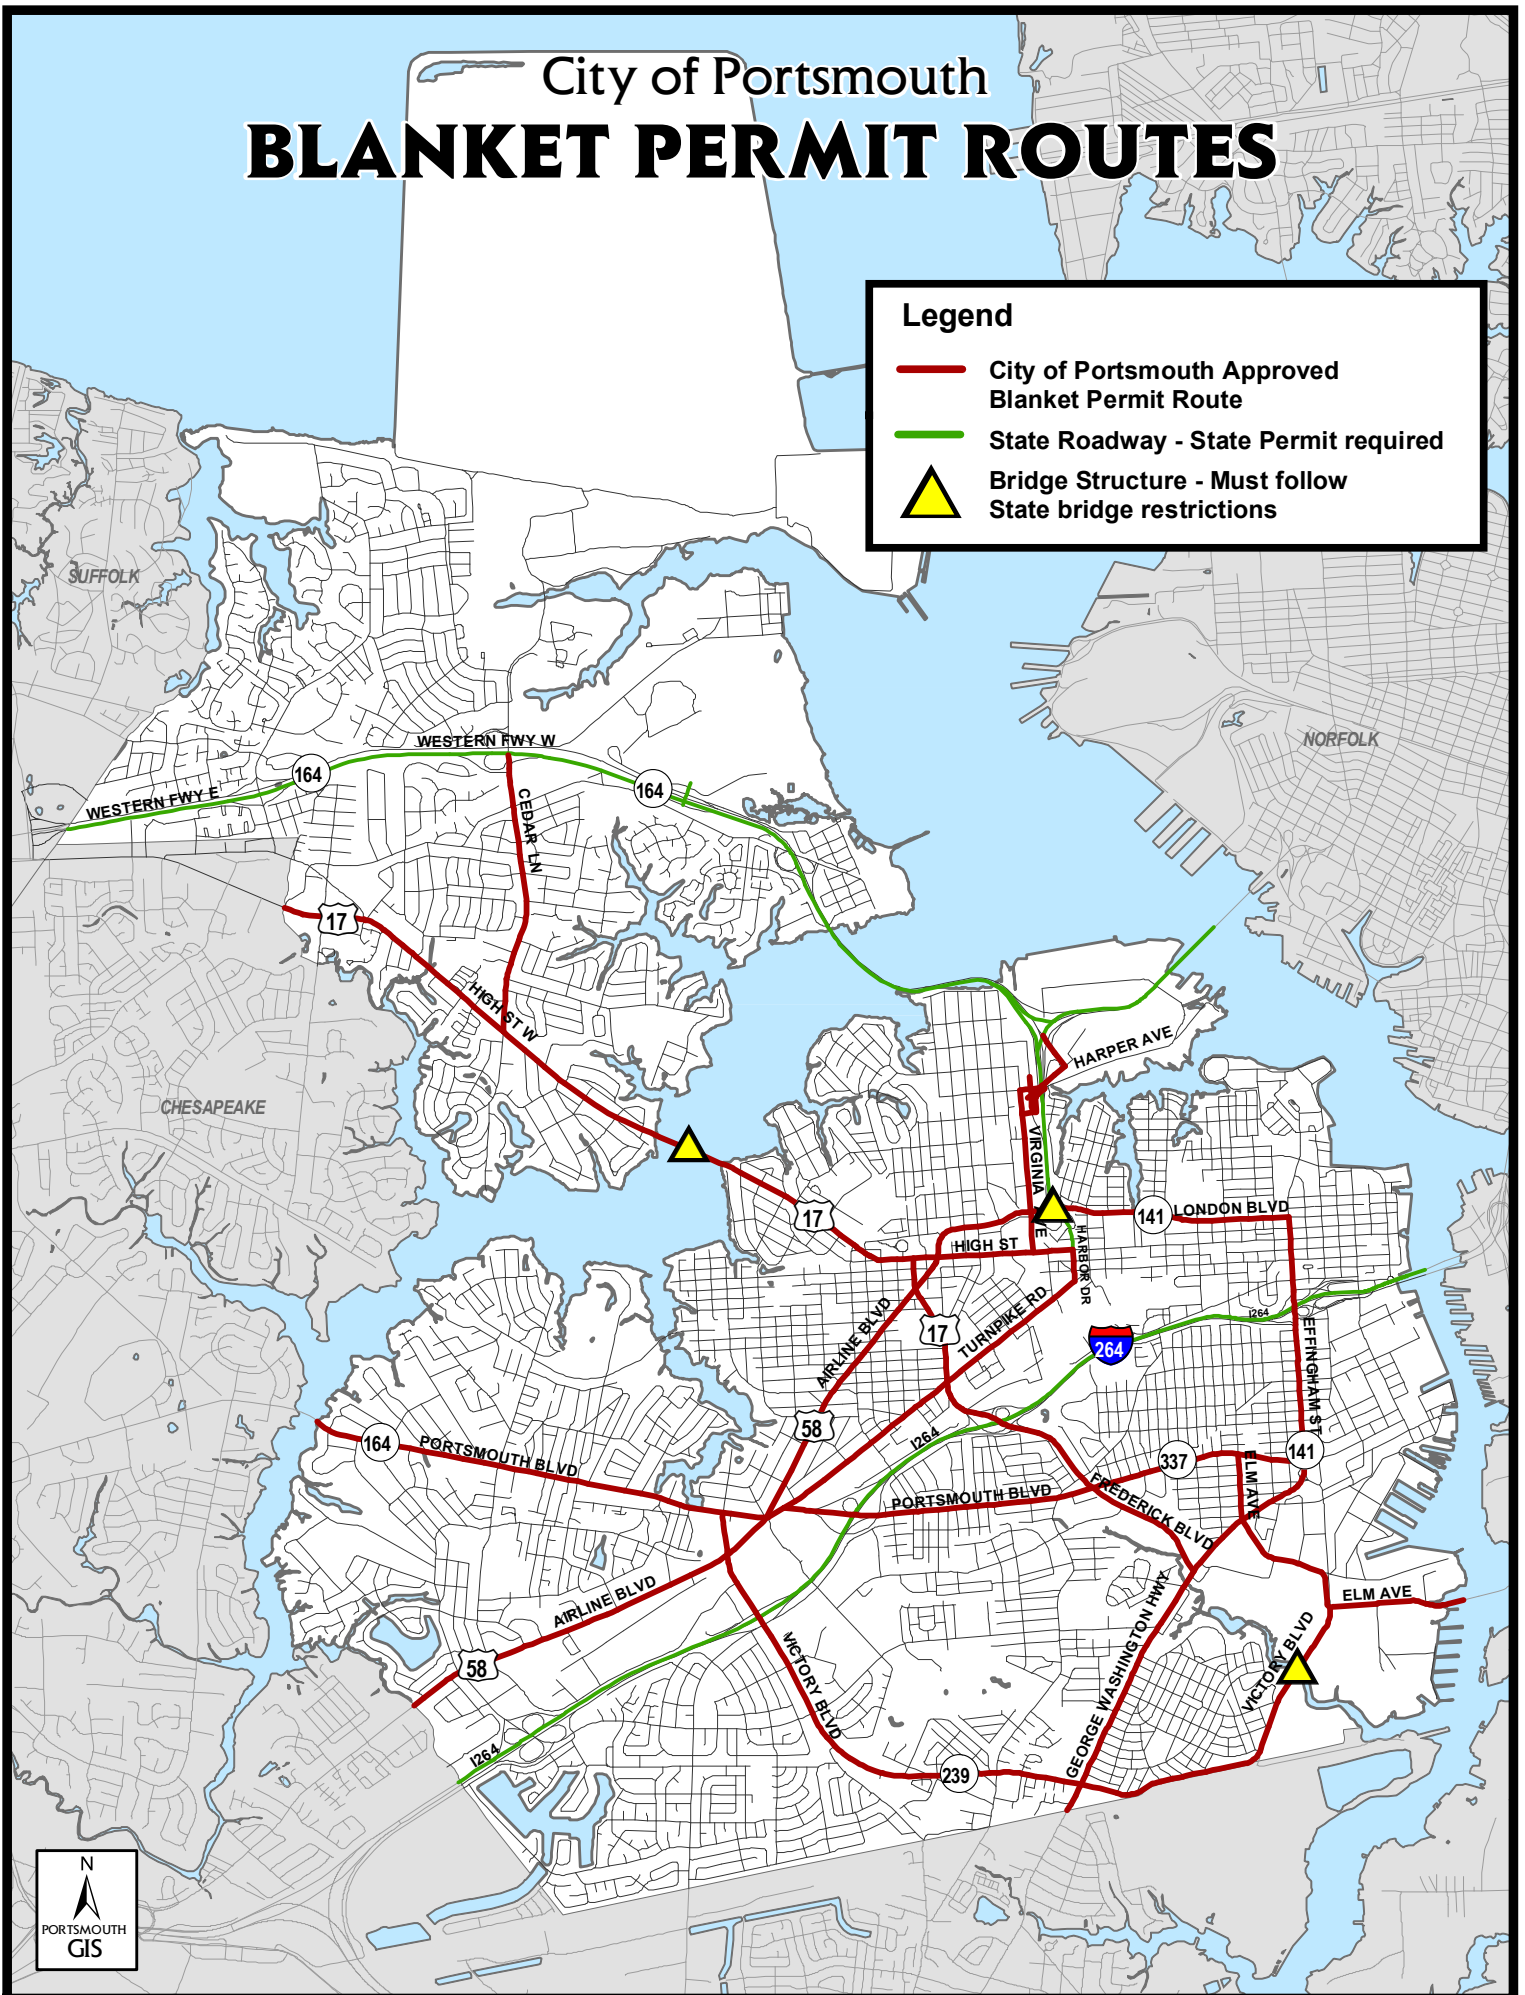 City of Portsmouth
BLANKET PERMIT ROUTES
Legend
City of Portsmouth Approved
Blanket Permit Route
State Roadway - State Permit required
Bridge Structure - Must follow
State bridge restrictions
SUFFOLK
NORFOLK
WESTERN FWY W
164
164
WESTERN FWY E
CEDAR LN
17
HIGH ST W
HARPER AVE
CHESAPEAKE
VIRGINIA AVE
17
141
LONDON BLVD
HIGH ST
HARBOR DR
I264
AIRLINE BLVD
17
TURNPIKE RD
264
EFFINGHAM ST
58
164
PORTSMOUTH BLVD
I264
337
141
ELM AVE
PORTSMOUTH BLVD
FREDERICK BLVD
AIRLINE BLVD
ELM AVE
58
VICTORY BLVD
GEORGE WASHINGTON HWY
VICTORY BLVD
I264
239
N
PORTSMOUTH
GIS